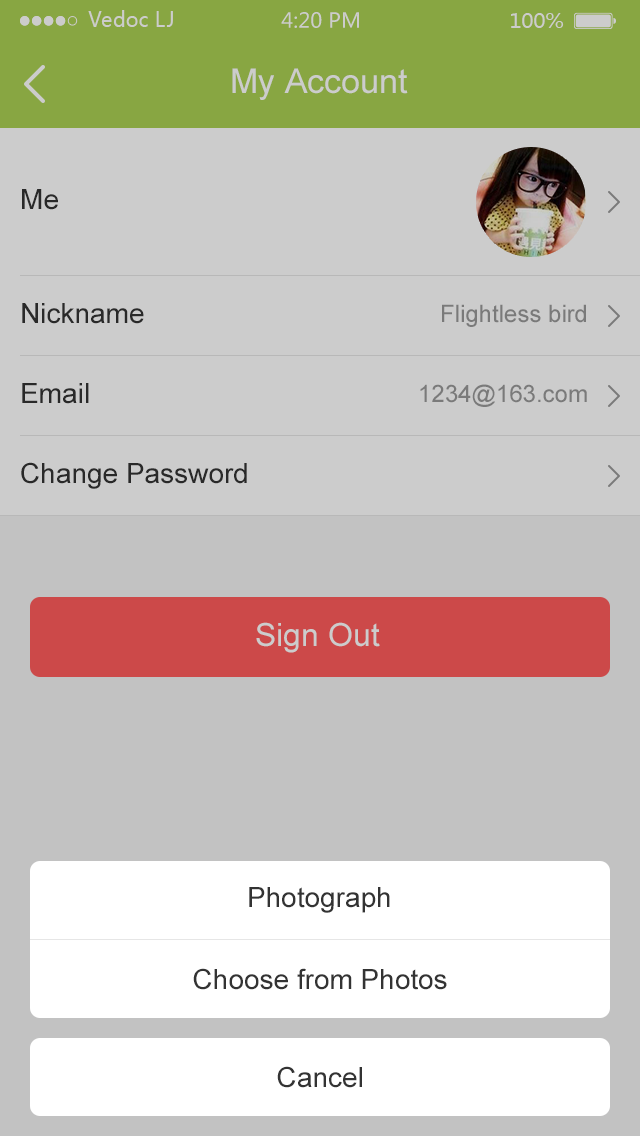 Vedoc LJ 4:20 PM 100%
My Account
Me
Nickname Flightless bird
Email 1234@163.com
Change Password
Sign Out
Photograph
Choose from Photos
Cancel